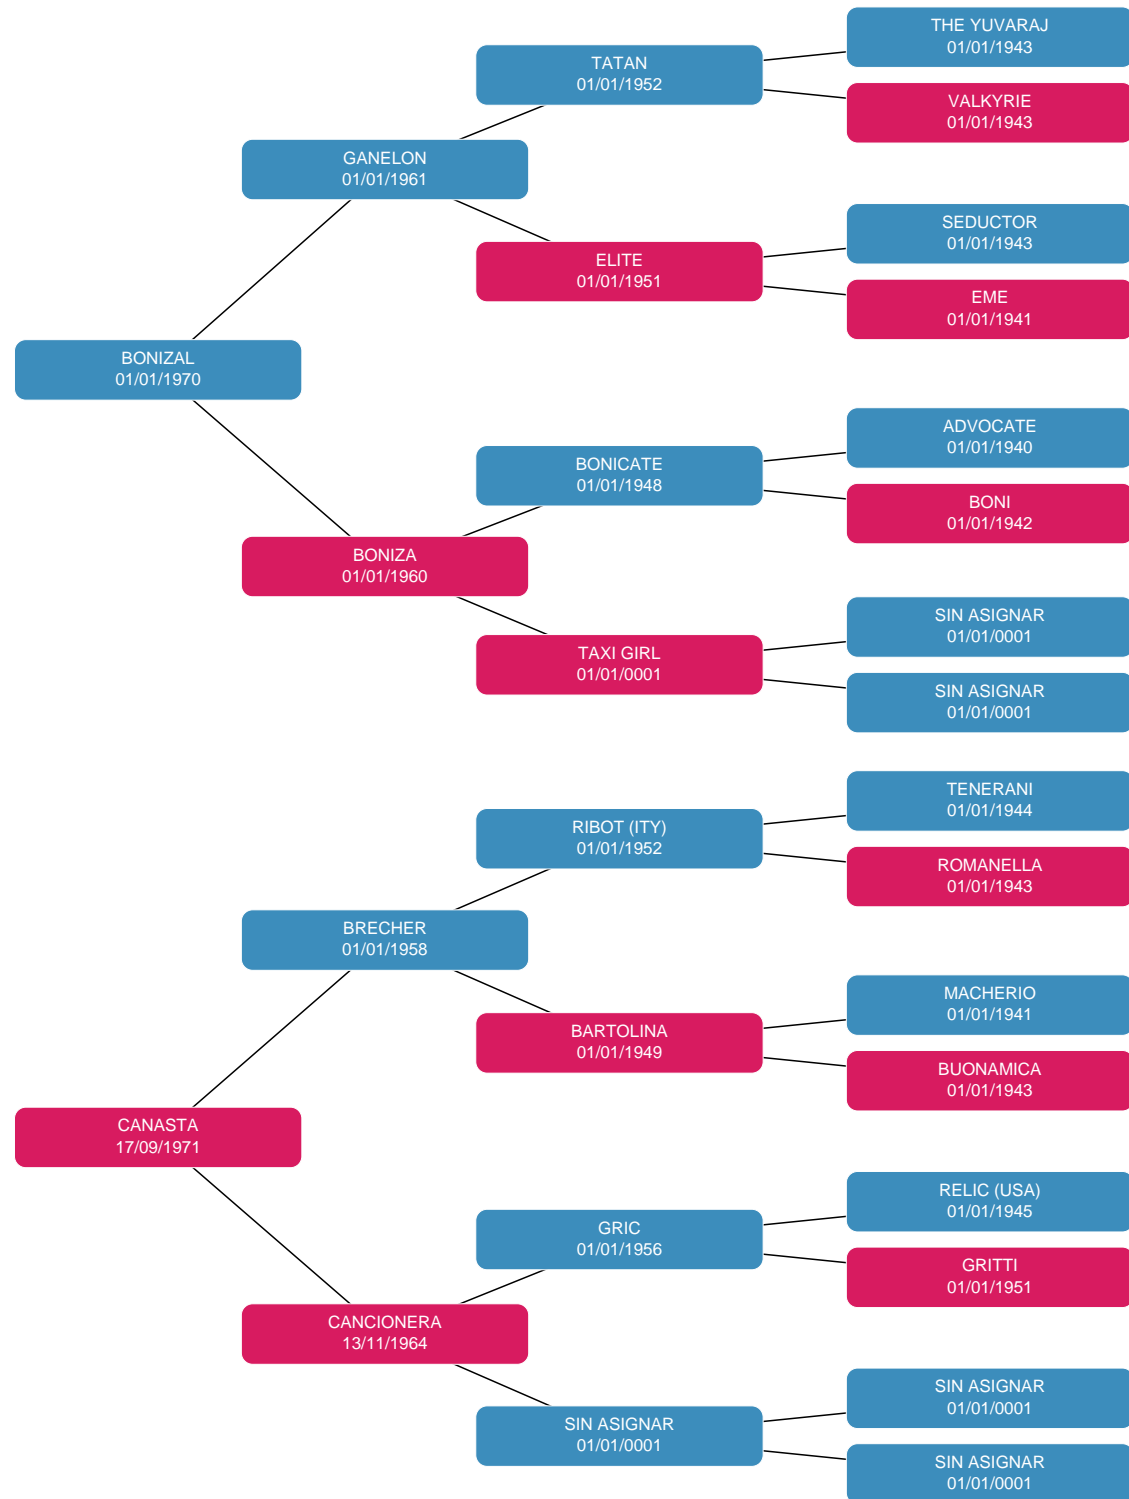 THE YUVARAJ
01/01/1943
TATAN
01/01/1952
VALKYRIE
01/01/1943
GANELON
01/01/1961
SEDUCTOR
01/01/1943
ELITE
01/01/1951
EME
01/01/1941
BONIZAL
01/01/1970
ADVOCATE
01/01/1940
BONICATE
01/01/1948
BONI
01/01/1942
BONIZA
01/01/1960
SIN ASIGNAR
01/01/0001
TAXI GIRL
01/01/0001
SIN ASIGNAR
01/01/0001
TENERANI
01/01/1944
RIBOT (ITY)
01/01/1952
ROMANELLA
01/01/1943
BRECHER
01/01/1958
MACHERIO
01/01/1941
BARTOLINA
01/01/1949
BUONAMICA
01/01/1943
CANASTA
17/09/1971
RELIC (USA)
01/01/1945
GRIC
01/01/1956
GRITTI
01/01/1951
CANCIONERA
13/11/1964
SIN ASIGNAR
01/01/0001
SIN ASIGNAR
01/01/0001
SIN ASIGNAR
01/01/0001